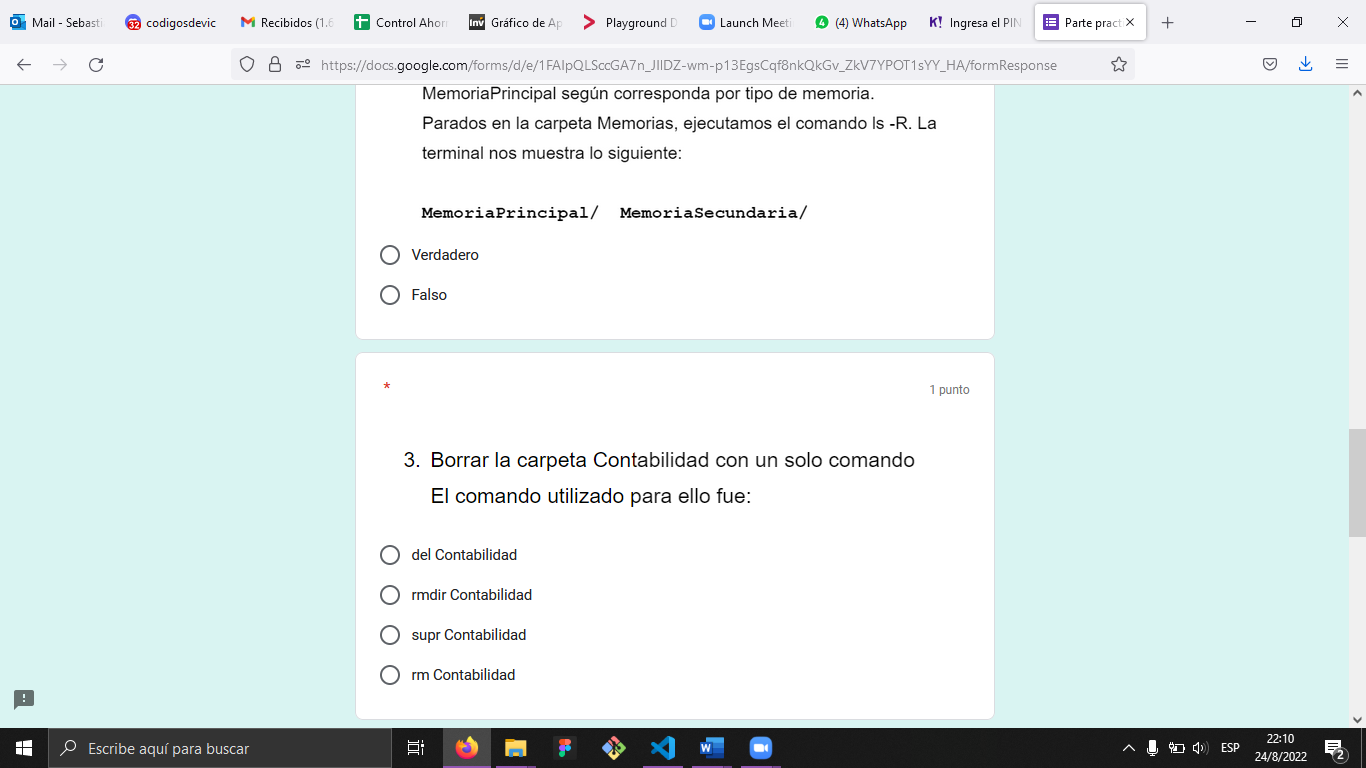 Mail - Sebasti
codigosdevic
Recibidos (1.6
Control Ahor
Gráfico de Ap
Playground D
Launch Meeti
(4) WhatsApp
Ingresa el PIN
Parte practi
https://docs.google.com/forms/d/e/1FAIpQLSccGA7n_JIIDZ-wm-p13EgsCqf8nkQkGv_ZkV7YPOT1sYY_HA/formResponse
MemoriaPrincipal según corresponda por tipo de memoria.
Parados en la carpeta Memorias, ejecutamos el comando ls -R. La
terminal nos muestra lo siguiente:
MemoriaPrincipal/ MemoriaSecundaria/
Verdadero
Falso
*
1 punto
3. Borrar la carpeta Contabilidad con un solo comando
El comando utilizado para ello fue:
del Contabilidad
rmdir Contabilidad
supr Contabilidad
rm Contabilidad
Escribe aquí para buscar
ESP
22:10
24/8/2022
2